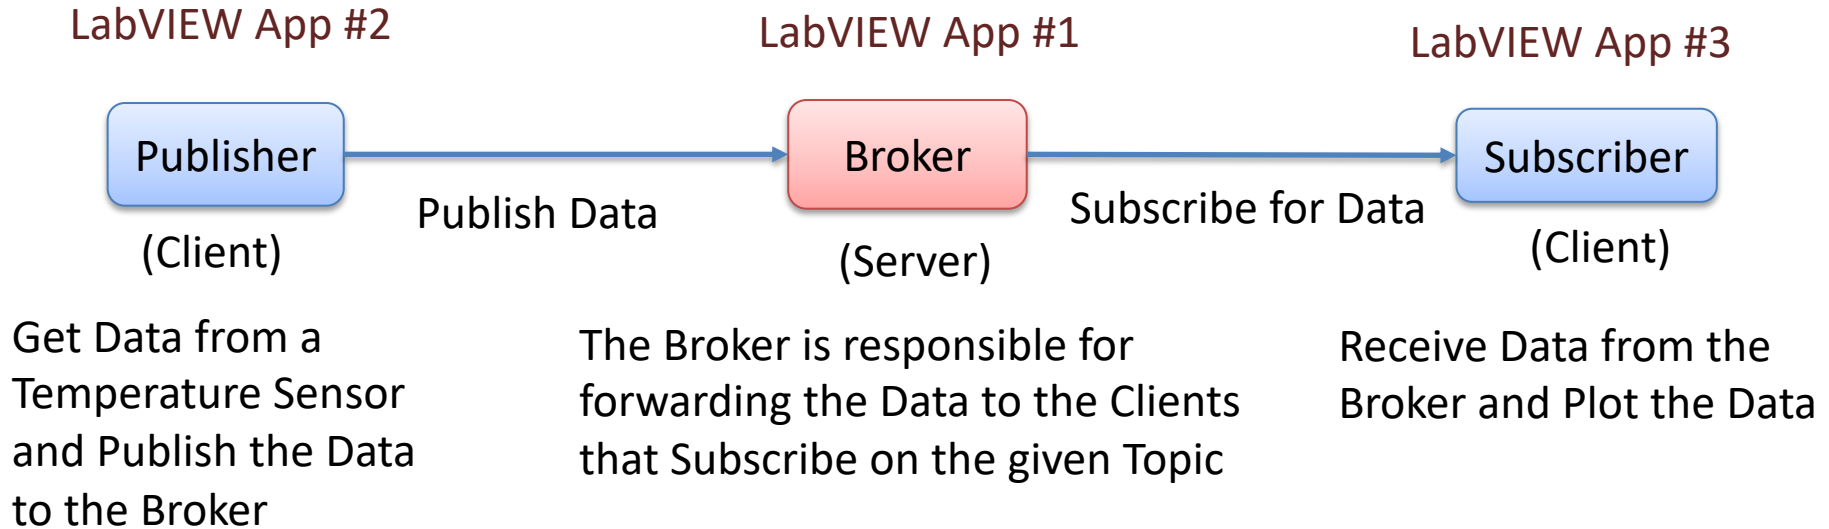 LabVIEW App #2
LabVIEW App #1
LabVIEW App #3
Publisher
Broker
Subscriber
Publish Data
Subscribe for Data
(Client)
(Server)
(Client)
Get Data from a
Temperature Sensor
and Publish the Data
to the Broker
The Broker is responsible for
forwarding the Data to the Clients
that Subscribe on the given Topic
Receive Data from the
Broker and Plot the Data